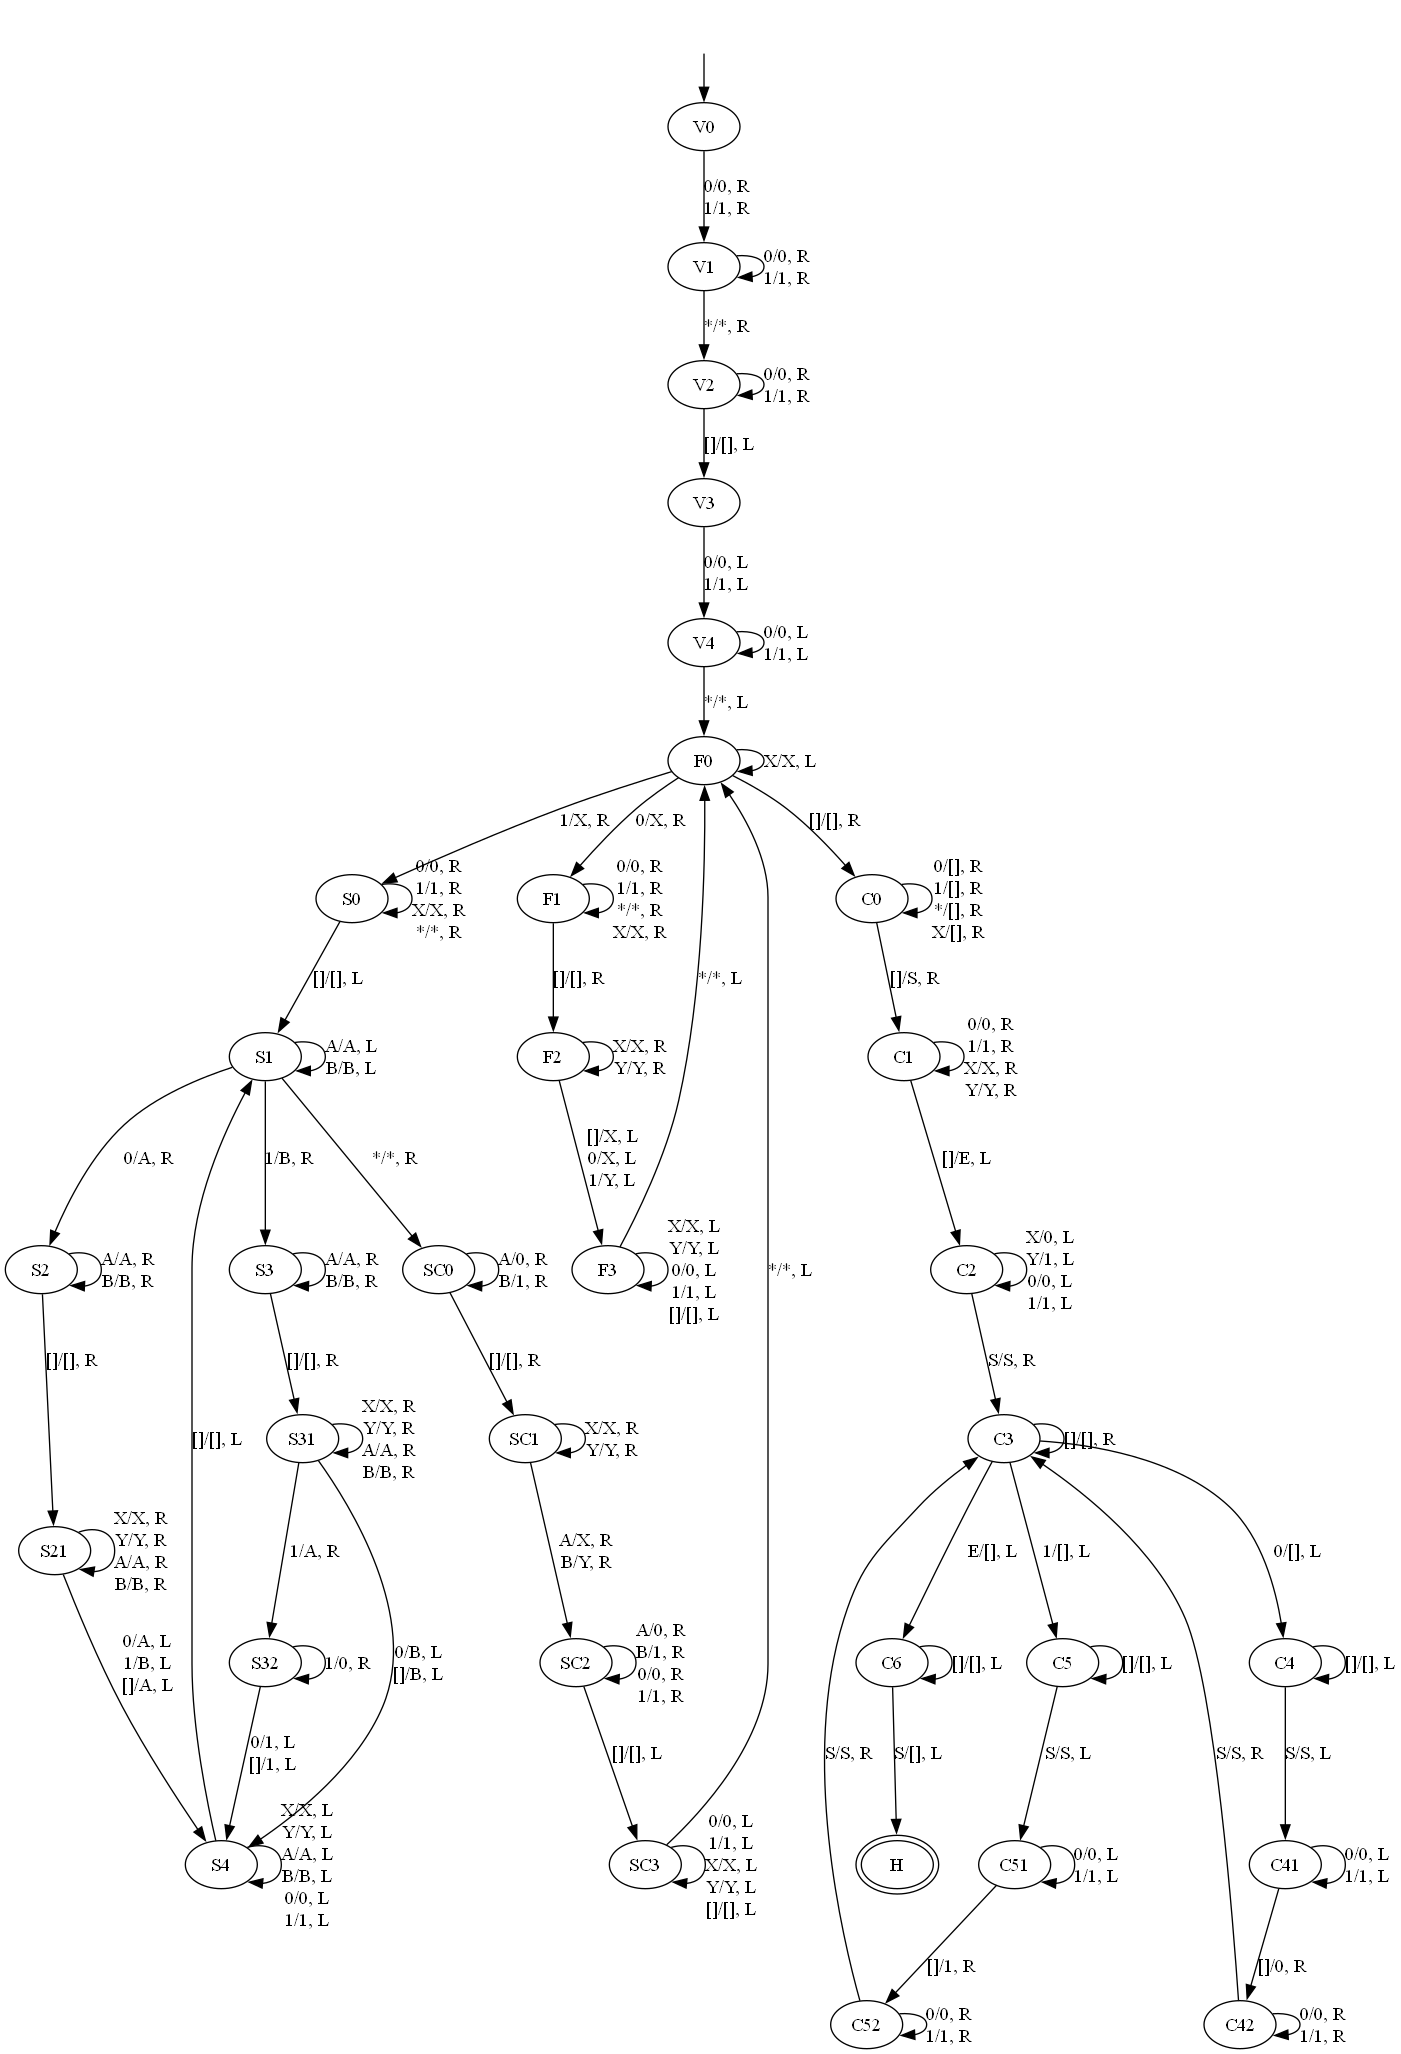 V0
0/0, R
1/1, R
V1
0/0, R
1/1, R
*/*, R
V2
0/0, R
1/1, R
[]/[], L
V3
0/0, L
1/1, L
V4
0/0, L
1/1, L
*/*, L
F0
X/X, L
1/X, R
0/X, R
[]/[], R
S0
0/0, R
1/1, R
X/X, R
*/*, R
F1
0/0, R
1/1, R
*/*, R
X/X, R
C0
0/[], R
1/[], R
*/[], R
X/[], R
[]/[], L
[]/[], R
*/*, L
[]/S, R
S1
A/A, L
B/B, L
F2
X/X, R
Y/Y, R
C1
0/0, R
1/1, R
X/X, R
Y/Y, R
0/A, R
1/B, R
*/*, R
[]/X, L
0/X, L
1/Y, L
[]/E, L
S2
A/A, R
B/B, R
S3
A/A, R
B/B, R
SC0
A/0, R
B/1, R
F3
X/X, L
Y/Y, L
0/0, L
1/1, L
[]/[], L
*/*, L
C2
X/0, L
Y/1, L
0/0, L
1/1, L
[]/[], R
[]/[], R
[]/[], R
S/S, R
[]/[], L
S31
X/X, R
Y/Y, R
A/A, R
B/B, R
SC1
X/X, R
Y/Y, R
C3
[]/[], R
S21
X/X, R
Y/Y, R
A/A, R
B/B, R
1/A, R
A/X, R
B/Y, R
E/[], L
1/[], L
0/[], L
0/A, L
1/B, L
[]/A, L
S32
1/0, R
0/B, L
[]/B, L
SC2
A/0, R
B/1, R
0/0, R
1/1, R
C6
[]/[], L
C5
[]/[], L
C4
[]/[], L
0/1, L
[]/1, L
[]/[], L
S/S, R
S/[], L
S/S, L
S/S, R
S/S, L
S4
X/X, L
Y/Y, L
A/A, L
B/B, L
0/0, L
1/1, L
SC3
0/0, L
1/1, L
X/X, L
Y/Y, L
[]/[], L
H
C51
0/0, L
1/1, L
C41
0/0, L
1/1, L
[]/1, R
[]/0, R
C52
0/0, R
1/1, R
C42
0/0, R
1/1, R